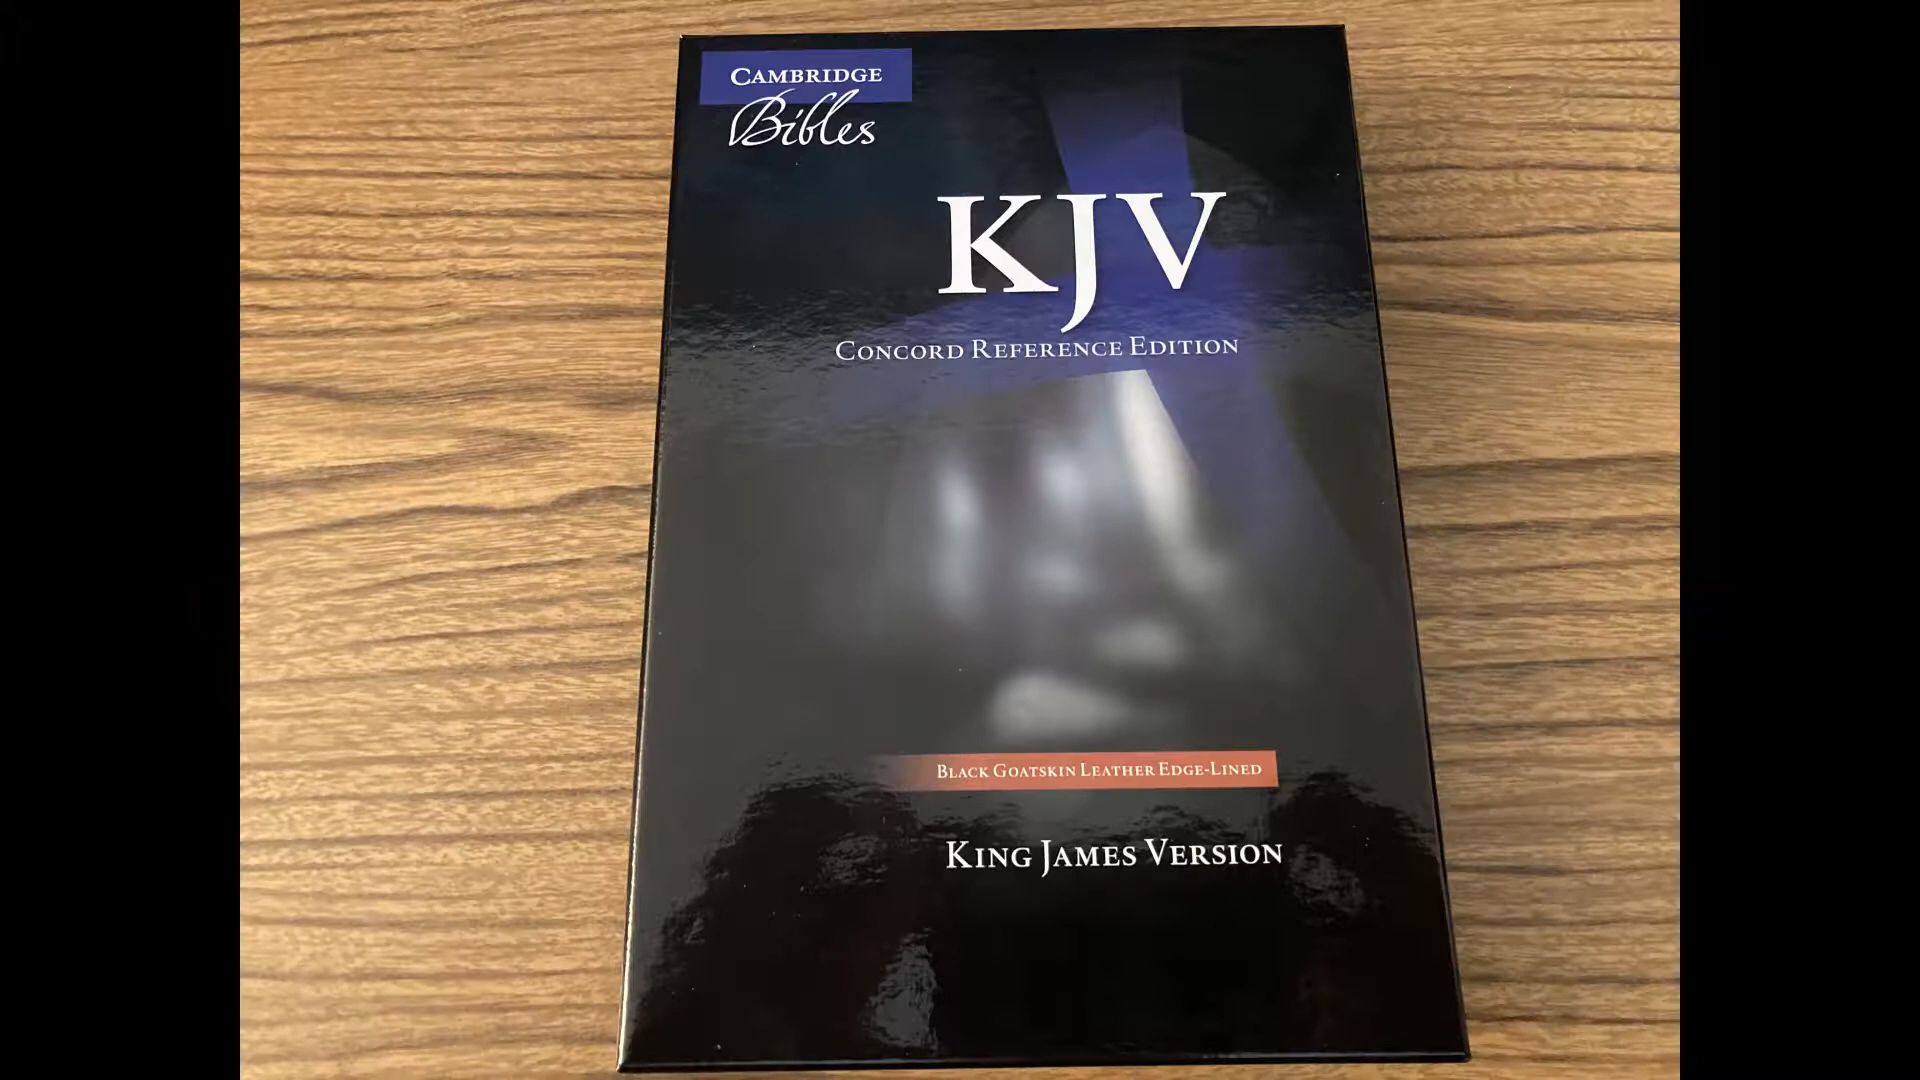 CAMBRIDGE
Bibles
KJV
CONCORD REFERENCE EDITION
BLACK GOATSKIN LEATHER EDGE-LINED
KING JAMES VERSION